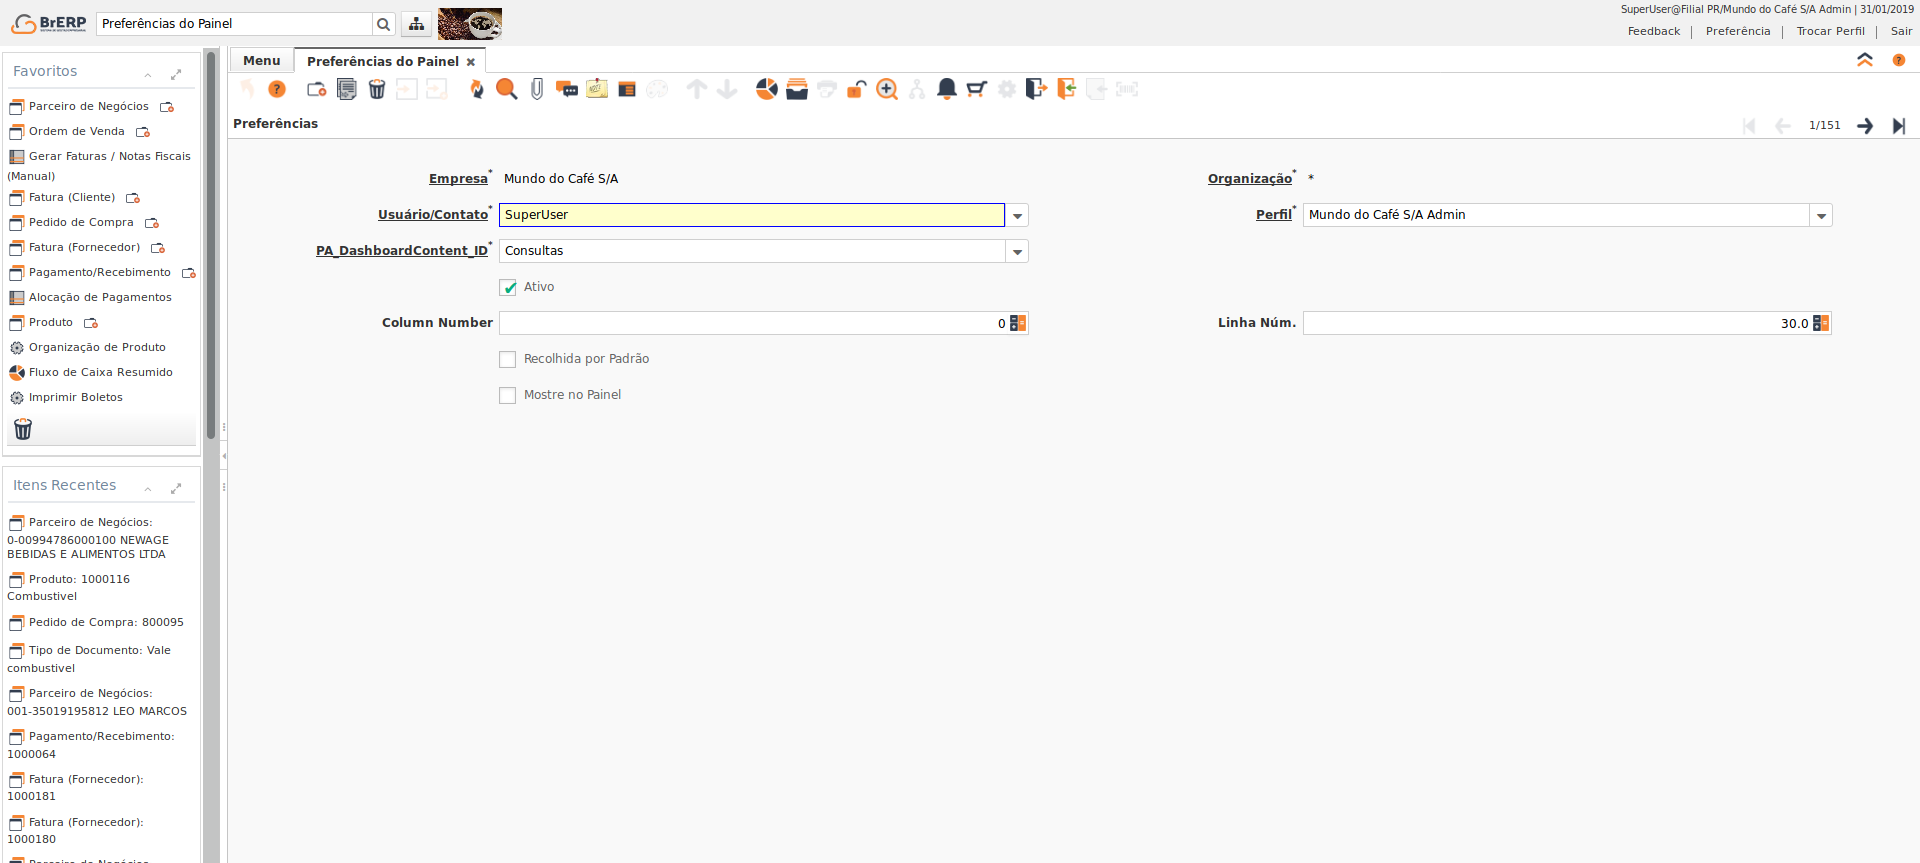 BrERP
Preferências do Painel
SuperUser@Filial PR/Mundo do Café S/A Admin | 31/01/2019
Feedback | Preferência | Trocar Perfil | Sair
Favoritos
Parceiro de Negócios
Ordem de Venda
Gerar Faturas / Notas Fiscais
(Manual)
Fatura (Cliente)
Pedido de Compra
Fatura (Fornecedor)
Pagamento/Recebimento
Alocação de Pagamentos
Produto
Organização de Produto
Fluxo de Caixa Resumido
Imprimir Boletos
Itens Recentes
Parceiro de Negócios:
0-00994786000100 NEWAGE
BEBIDAS E ALIMENTOS LTDA
Produto: 1000116
Combustivel
Pedido de Compra: 800095
Tipo de Documento: Vale
combustivel
Parceiro de Negócios:
001-35019195812 LEO MARCOS
Pagamento/Recebimento:
1000064
Fatura (Fornecedor):
1000181
Fatura (Fornecedor):
1000180
Parceiro de Negócios
Menu
Preferências do Painel
Preferências
1/151
Empresa* Mundo do Café S/A
Organização* *
Usuário/Contato* SuperUser
Perfil* Mundo do Café S/A Admin
PA_DashboardContent_ID* Consultas
Ativo
Column Number 0
Linha Núm. 30.0
Recolhida por Padrão
Mostre no Painel